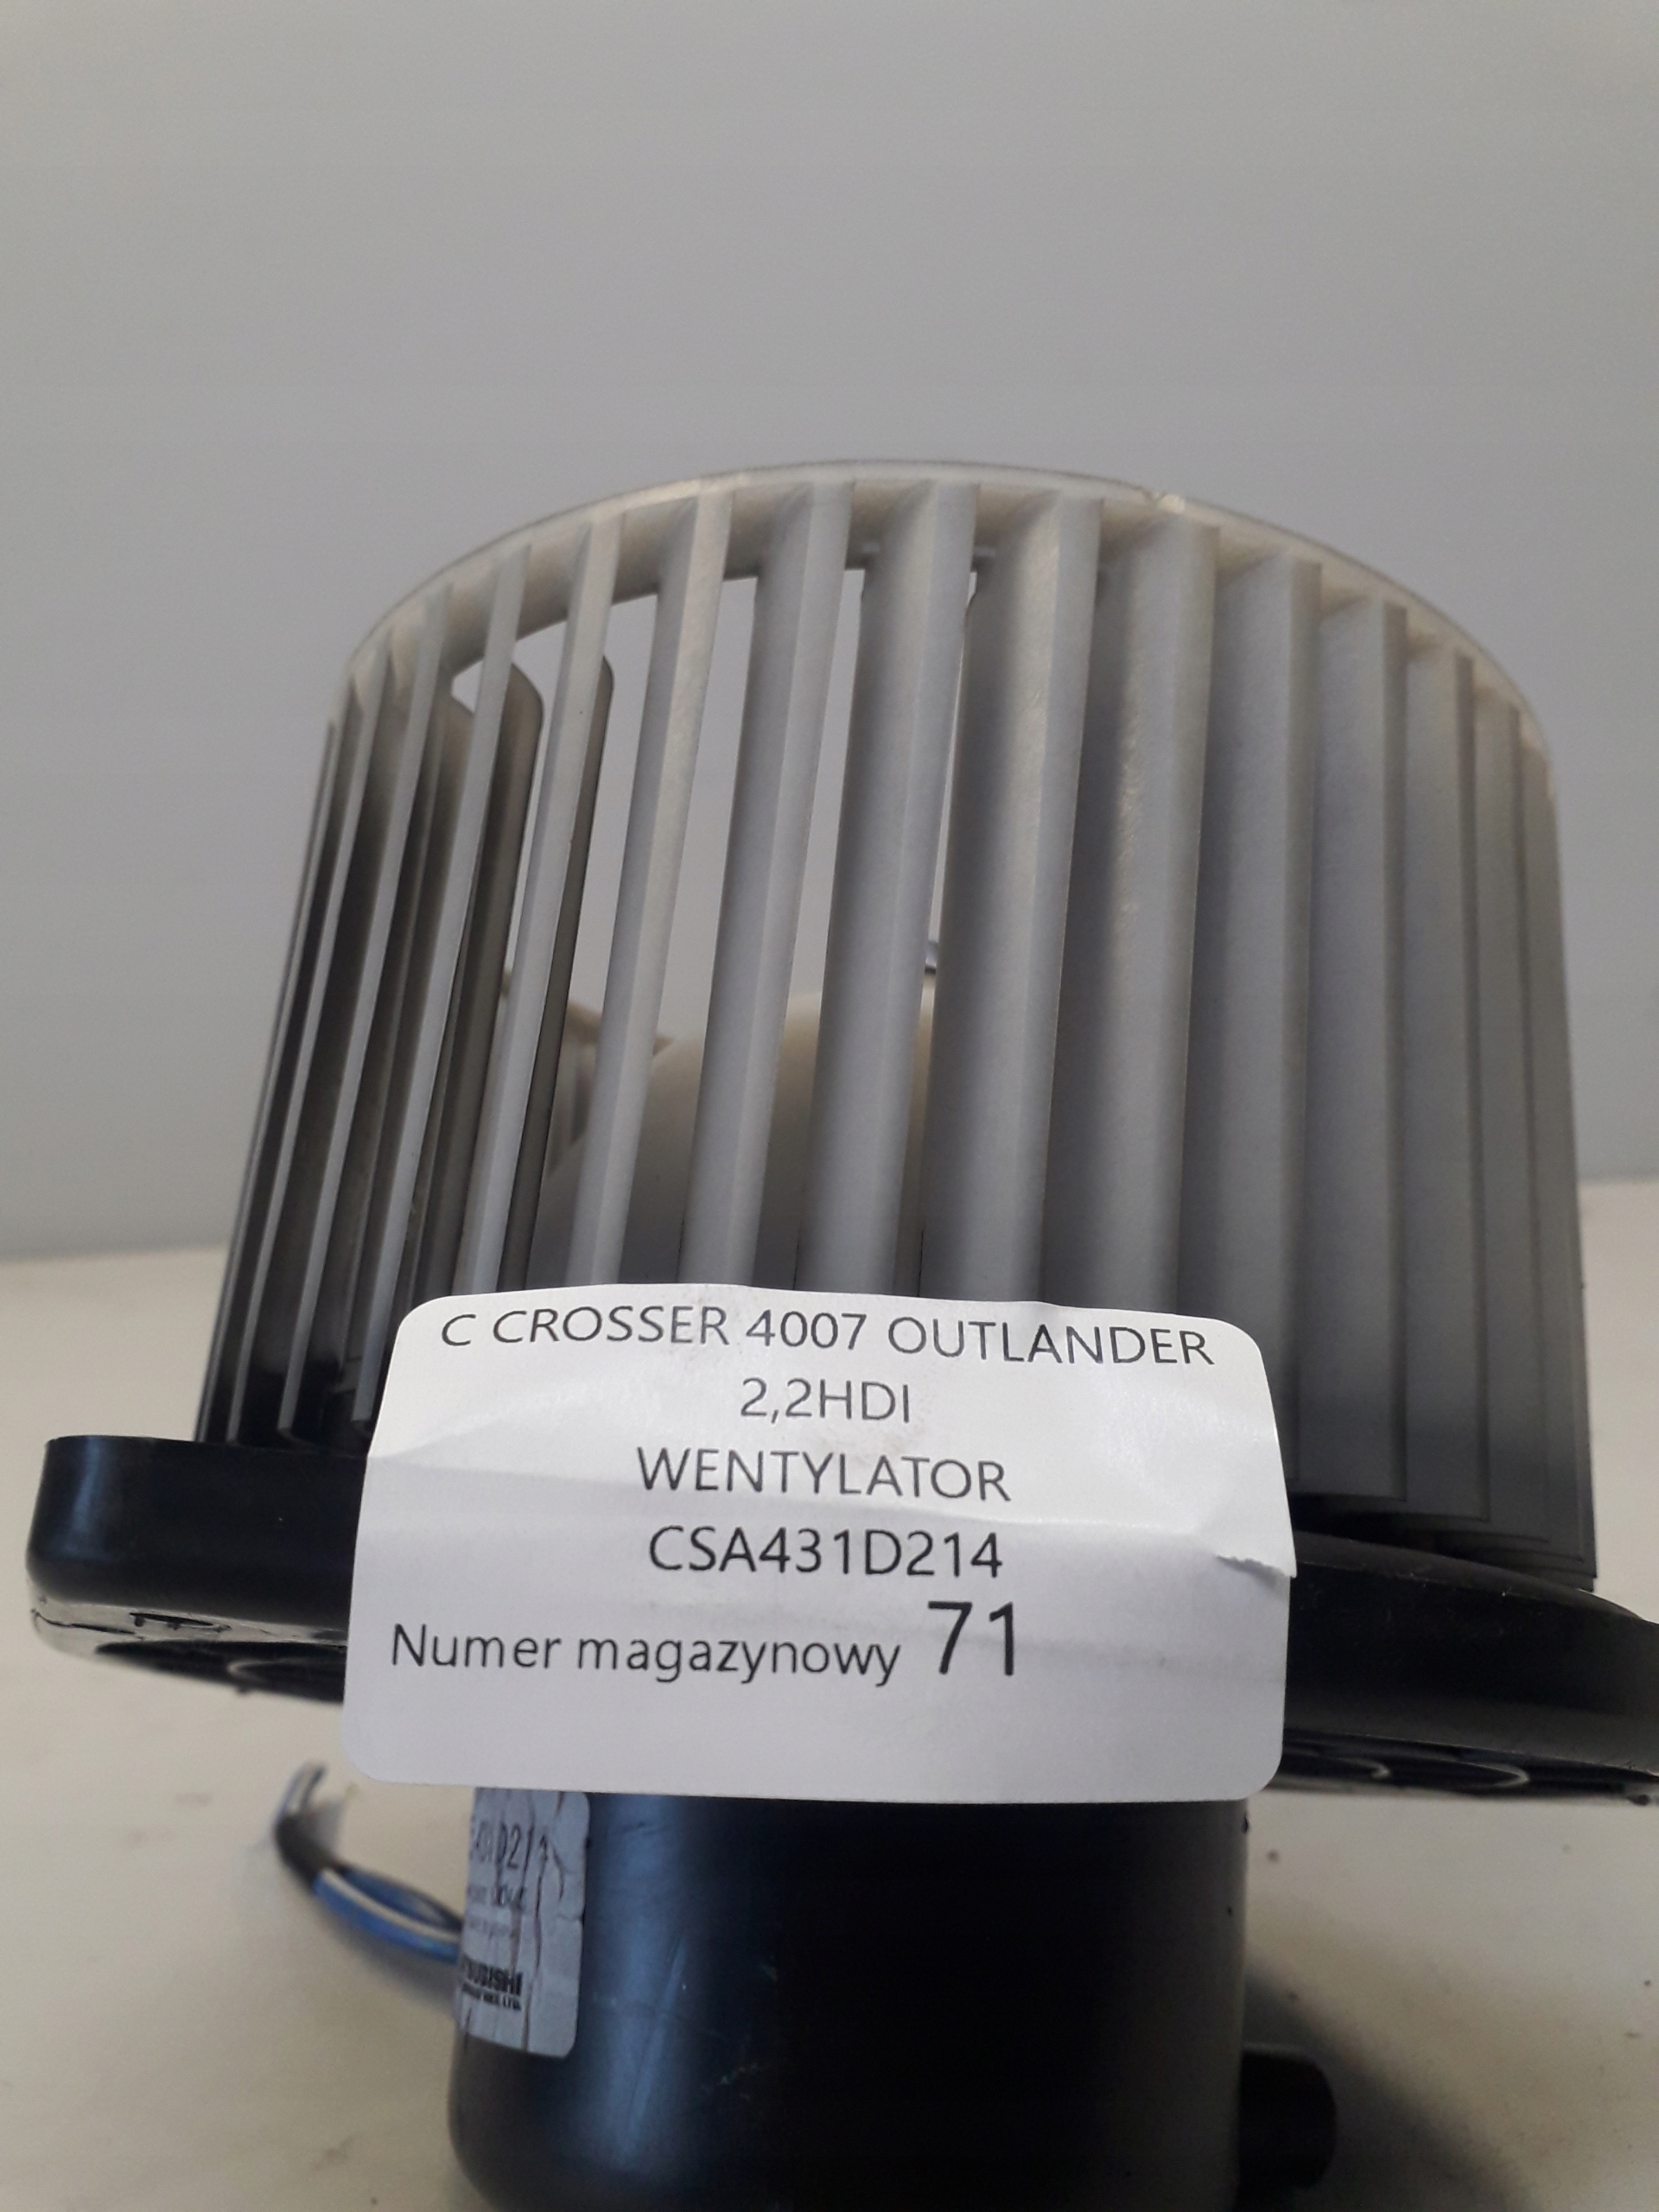 C CROSSER 4007 OUTLANDER
2,2HDI
WENTYLATOR
CSA431D214
Numer magazynowy 71